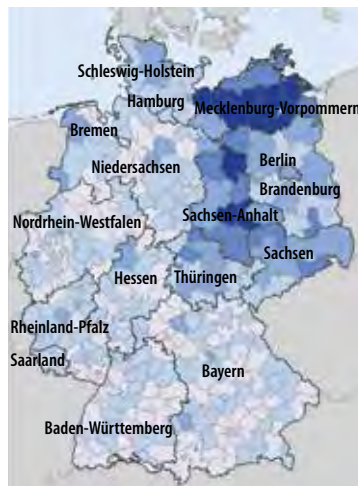 Schleswig-Holstein
Hamburg
Mecklenburg-Vorpommern
Bremen
Niedersachsen
Berlin
Brandenburg
Nordrhein-Westfalen
Sachsen-Anhalt
Sachsen
Hessen
Thüringen
Rheinland-Pfalz
Saarland
Bayern
Baden-Württemberg